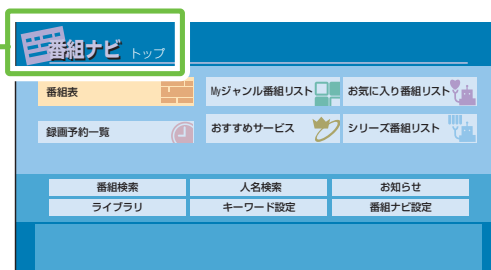 番組ナビ トップ
番組表
Myジャンル番組リスト
お気に入り番組リスト
録画予約一覧
おすすめサービス
シリーズ番組リスト
番組検索
人名検索
お知らせ
ライブラリ
キーワード設定
番組ナビ設定